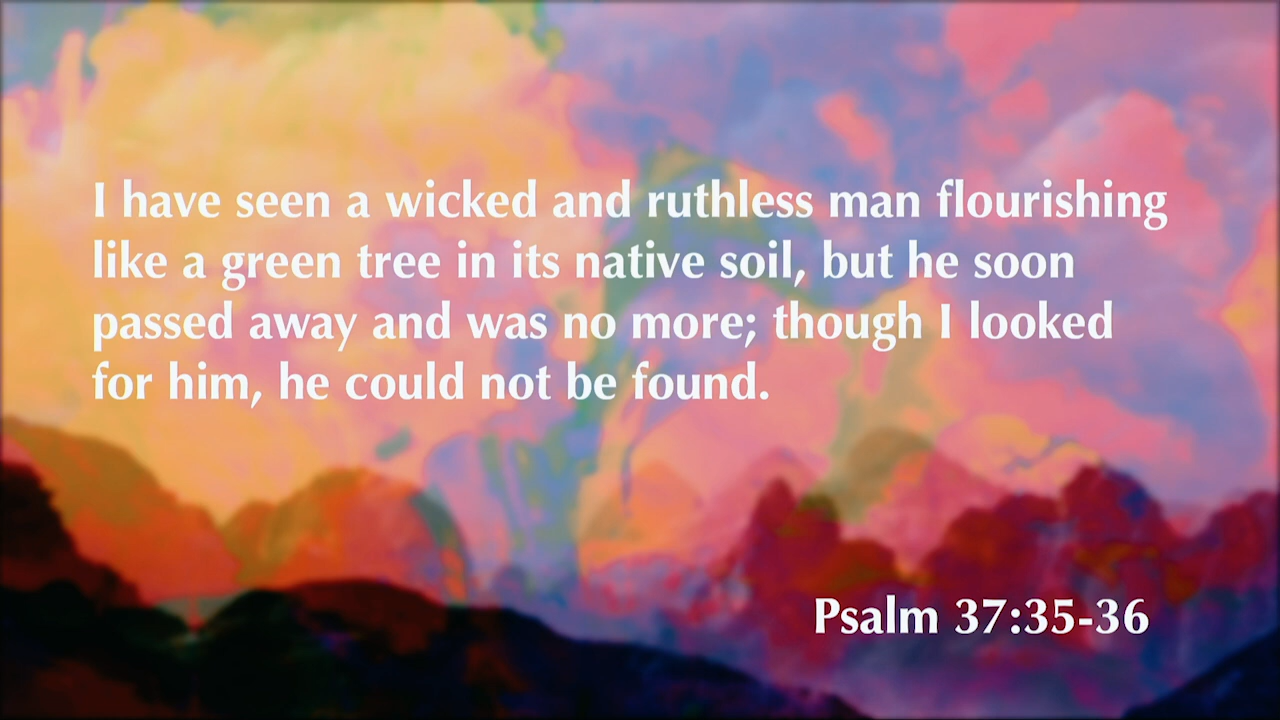 I have seen a wicked and ruthless man flourishing
like a green tree in its native soil, but he soon
passed away and was no more; though I looked
for him, he could not be found.
Psalm 37:35-36